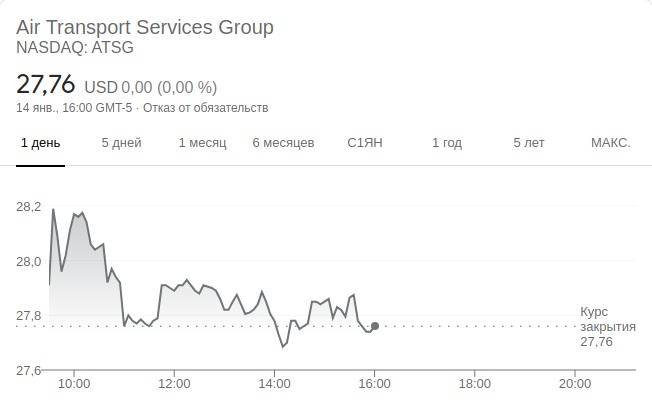 Air Transport Services Group
NASDAQ: ATSG
27,76 USD 0,00 (0,00 %)
14 янв., 16:00 GMT-5 · Отказ от обязательств
1 день 5 дней 1 месяц 6 месяцев С1ЯН 1 год 5 лет МАКС.
28,2
28,0
27,8
Курс
закрытия
27,76
27,6
10:00 12:00 14:00 16:00 18:00 20:00